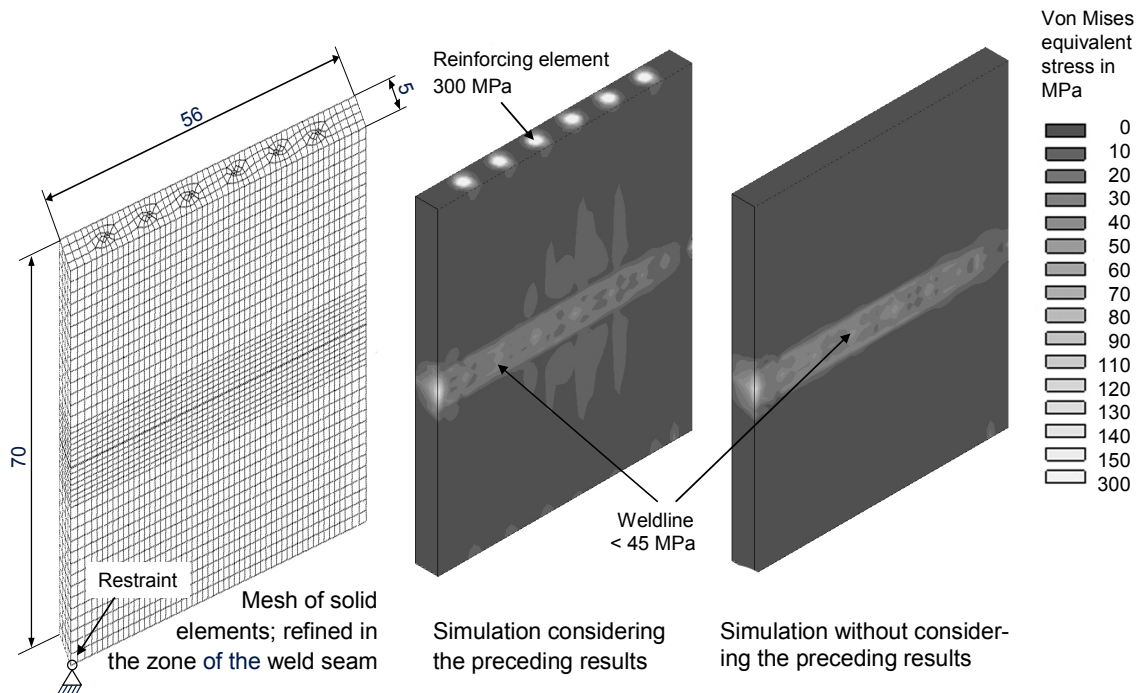 56
5
70
Restraint
Mesh of solid
elements; refined in
the zone of the weld seam
Reinforcing element
300 MPa
Weldline
< 45 MPa
Simulation considering
the preceding results
Simulation without consider-
ing the preceding results
Von Mises
equivalent
stress in
MPa
0
10
20
30
40
50
60
70
80
90
110
120
130
140
150
300